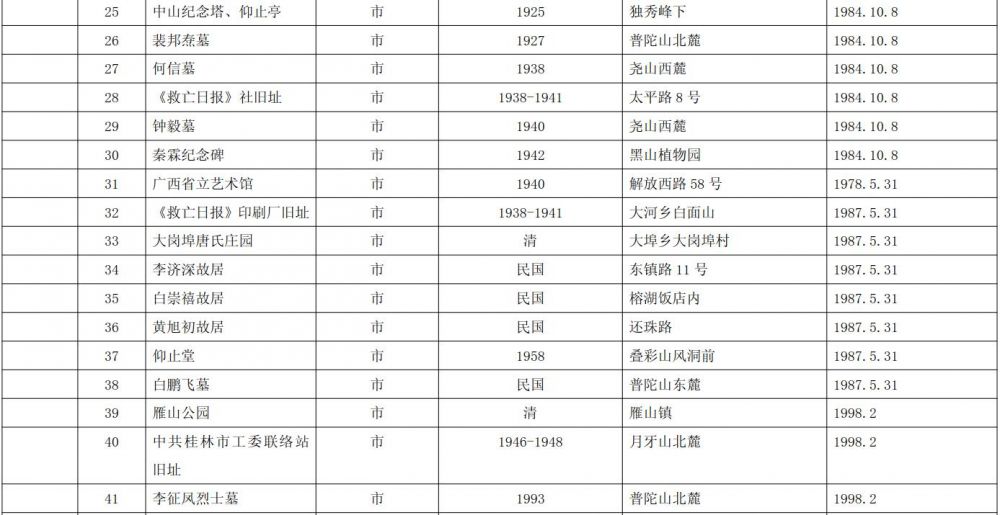 25 中山纪念塔、仰止亭 市 1925 独秀峰下 1984.10.8
26 裴邦焘墓 市 1927 普陀山北麓 1984.10.8
27 何信墓 市 1938 尧山西麓 1984.10.8
28 《救亡日报》社旧址 市 1938-1941 太平路 8 号 1984.10.8
29 钟毅墓 市 1940 尧山西麓 1984.10.8
30 秦霖纪念碑 市 1942 黑山植物园 1984.10.8
31 广西省立艺术馆 市 1940 解放西路 58 号 1978.5.31
32 《救亡日报》印刷厂旧址 市 1938-1941 大河乡白面山 1987.5.31
33 大岗埠唐氏庄园 市 清 大埠乡大岗埠村 1987.5.31
34 李济深故居 市 民国 东镇路 11 号 1987.5.31
35 白崇禧故居 市 民国 榕湖饭店内 1987.5.31
36 黄旭初故居 市 民国 还珠路 1987.5.31
37 仰止堂 市 1958 叠彩山风洞前 1987.5.31
38 白鹏飞墓 市 民国 普陀山东麓 1987.5.31
39 雁山公园 市 清 雁山镇 1998.2
40 中共桂林市工委联络站 市 1946-1948 月牙山北麓 1998.2
旧址
41 李征凤烈士墓 市 1993 普陀山北麓 1998.2